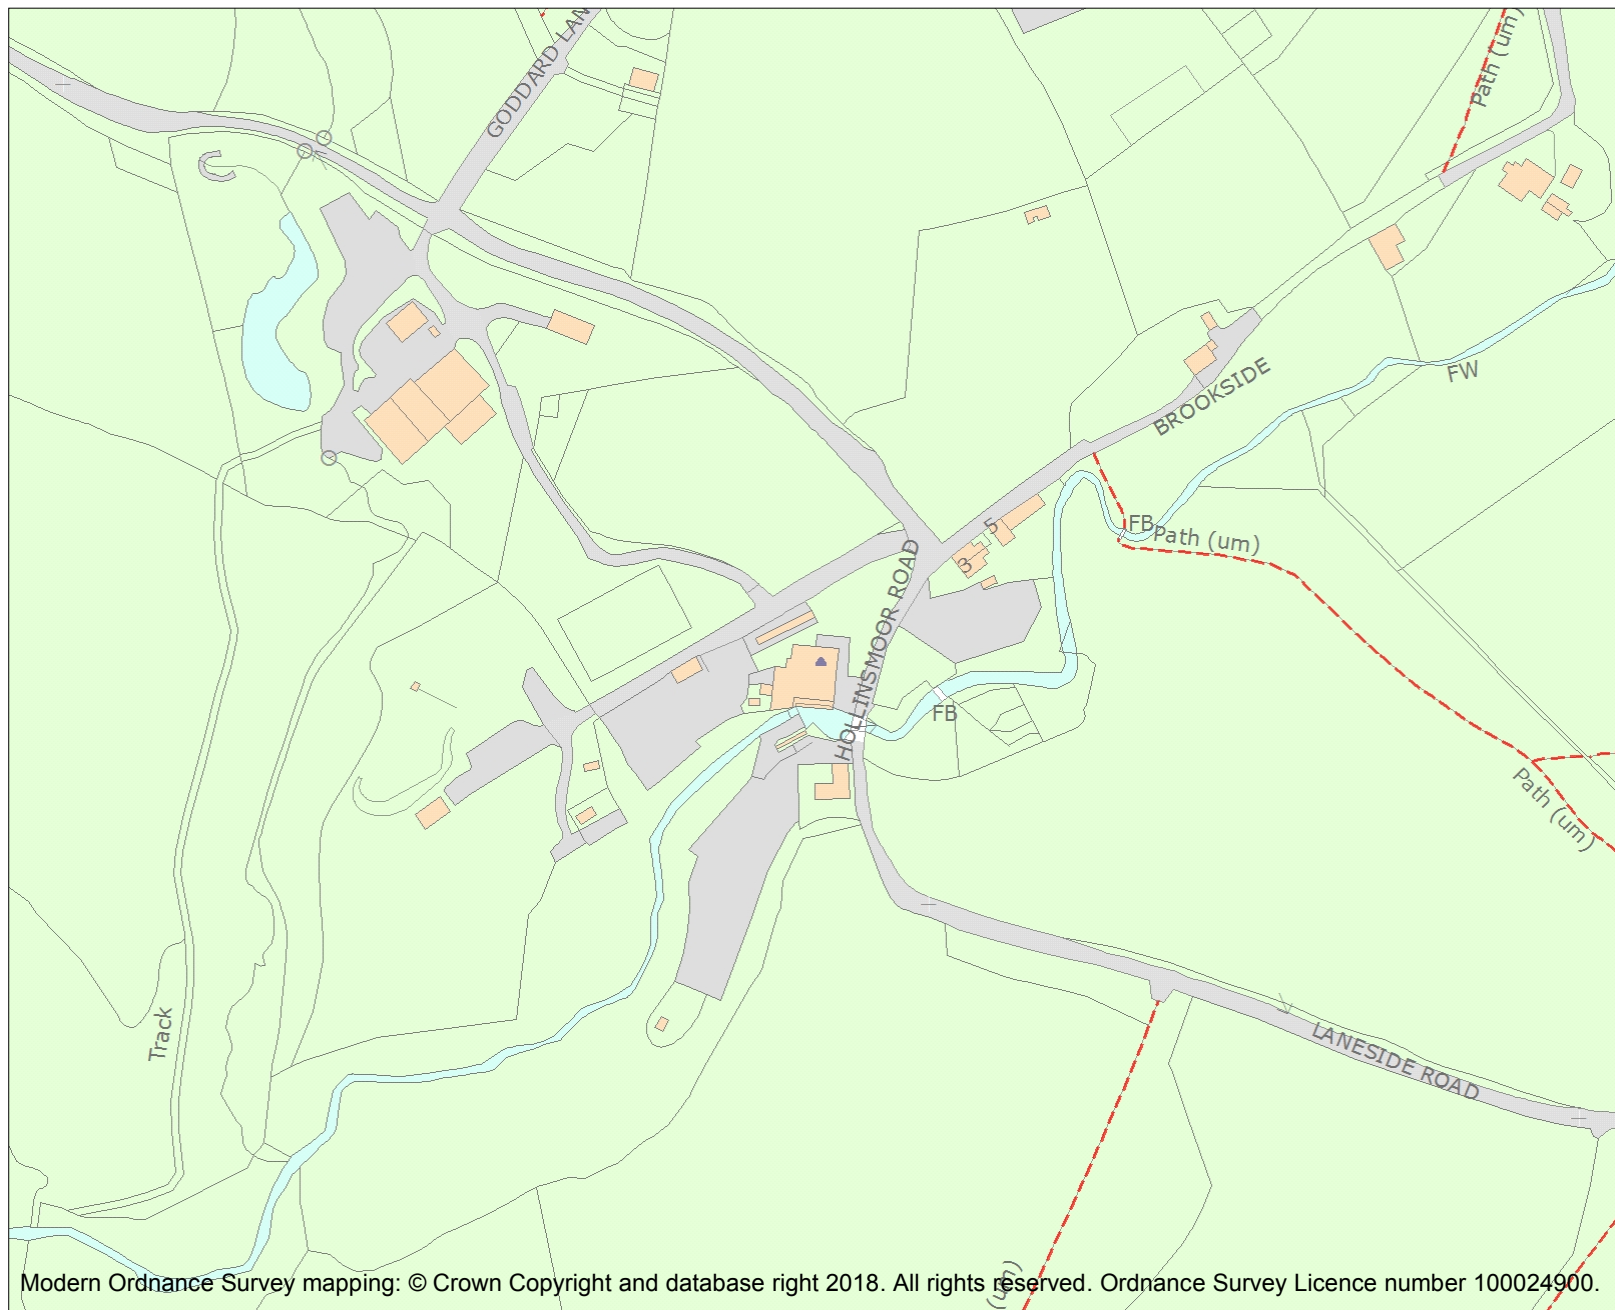 GODDARD LAN
Path (um)
BROOKSIDE
FW
5
FB
Path (um)
3
HOLLINSMOOR ROAD
FB
Path (um)
Track
LANESIDE ROAD
(um)
Modern Ordnance Survey mapping: © Crown Copyright and database right 2018. All rights reserved. Ordnance Survey Licence number 100024900.